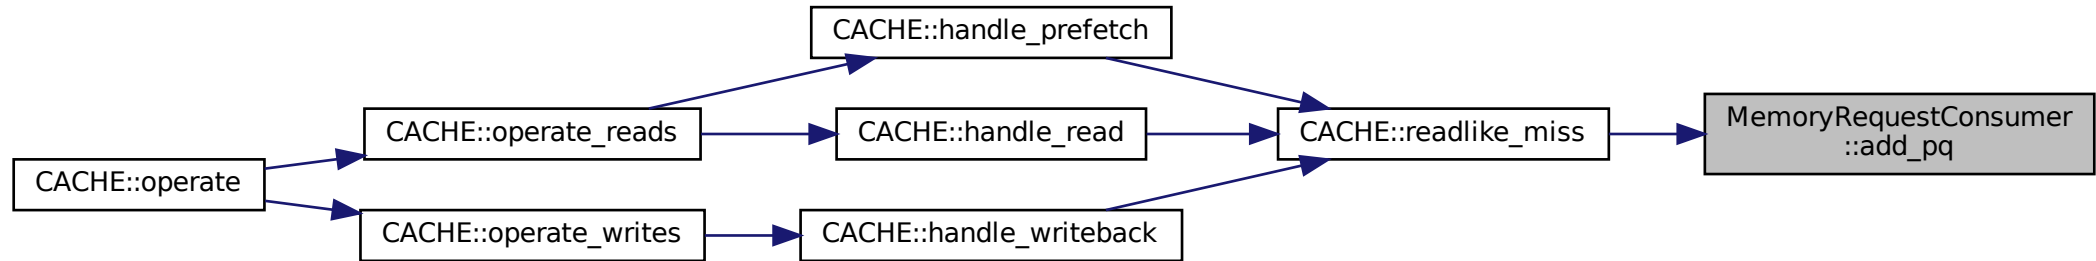 CACHE::handle_prefetch
CACHE::operate_reads
CACHE::handle_read
CACHE::readlike_miss
MemoryRequestConsumer
::add_pq
CACHE::operate
CACHE::operate_writes
CACHE::handle_writeback